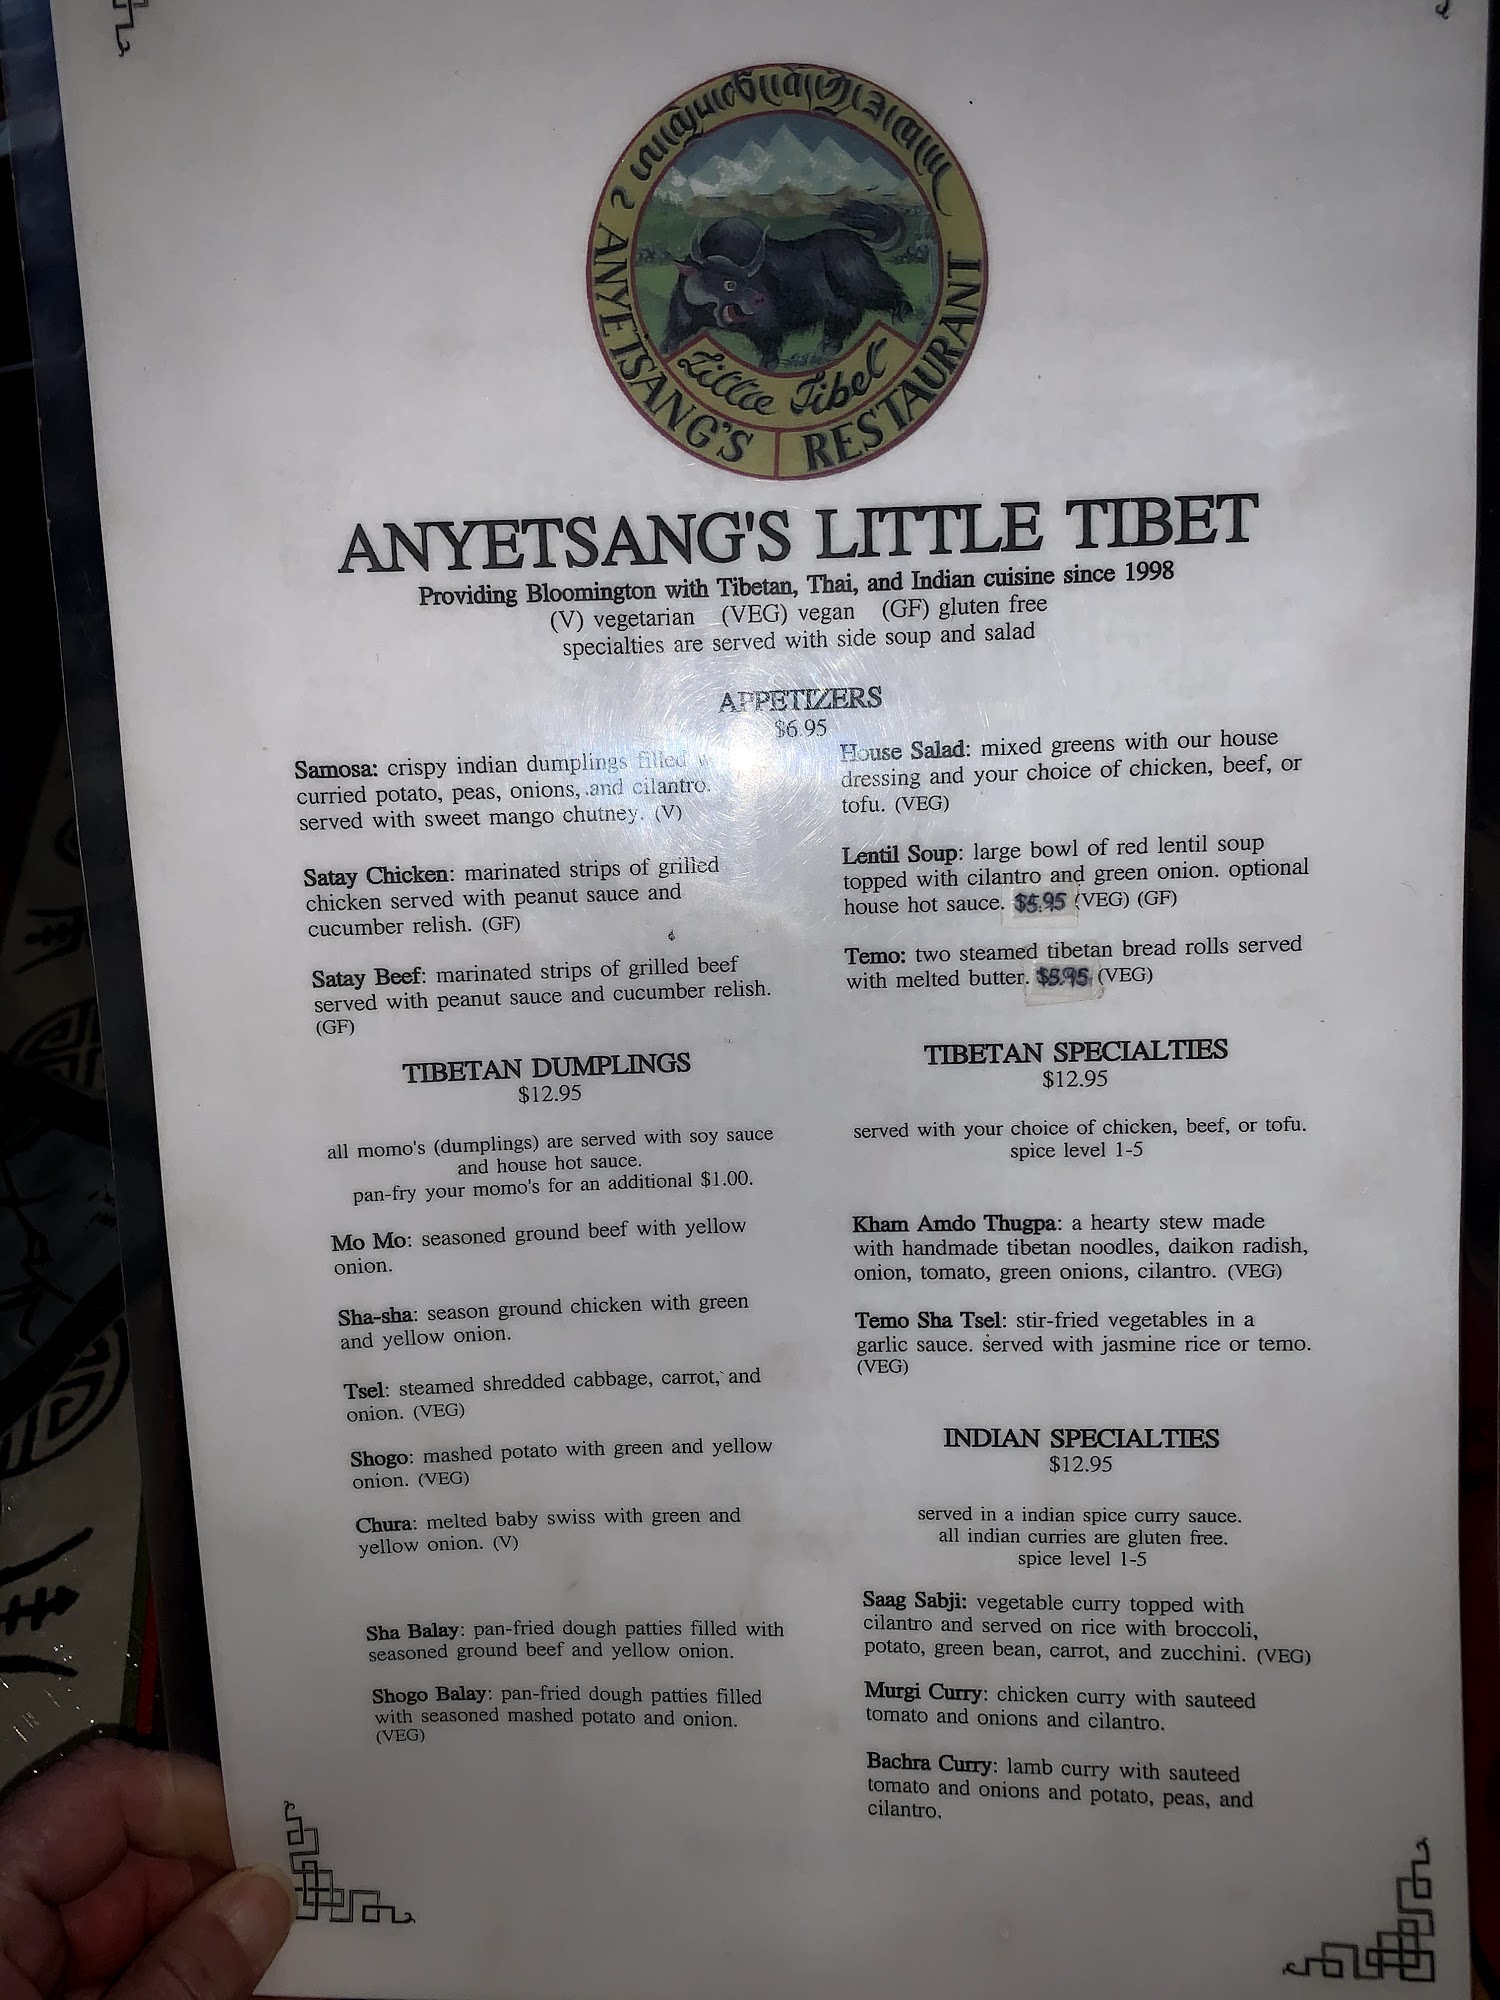 ANYETSANG'S RESTAURANT
Little Tibet
ANYETSANG'S LITTLE TIBET
Providing Bloomington with Tibetan, Thai, and Indian cuisine since 1998
(V) vegetarian (VEG) vegan (GF) gluten free
specialties are served with side soup and salad
APPETIZERS
$6.95
Samosa: crispy indian dumplings filled
curried potato, peas, onions, and cilantro.
served with sweet mango chutney. (V)
Satay Chicken: marinated strips of grilled
chicken served with peanut sauce and
cucumber relish. (GF)
Satay Beef: marinated strips of grilled beef
served with peanut sauce and cucumber relish.
(GF)
House Salad: mixed greens with our house
dressing and your choice of chicken, beef, or
tofu. (VEG)
Lentil Soup: large bowl of red lentil soup
topped with cilantro and green onion. optional
house hot sauce. $5.95 (VEG) (GF)
Temo: two steamed tibetan bread rolls served
with melted butter. $5.95 (VEG)
TIBETAN DUMPLINGS
$12.95
all momo's (dumplings) are served with soy sauce
and house hot sauce.
pan-fry your momo's for an additional $1.00.
Mo Mo: seasoned ground beef with yellow
onion.
Sha-sha: season ground chicken with green
and yellow onion.
Tsel: steamed shredded cabbage, carrot, and
onion. (VEG)
Shogo: mashed potato with green and yellow
onion. (VEG)
Chura: melted baby swiss with green and
yellow onion. (V)
Sha Balay: pan-fried dough patties filled with
seasoned ground beef and yellow onion.
Shogo Balay: pan-fried dough patties filled
with seasoned mashed potato and onion.
(VEG)
TIBETAN SPECIALTIES
$12.95
served with your choice of chicken, beef, or tofu.
spice level 1-5
Kham Amdo Thugpa: a hearty stew made
with handmade tibetan noodles, daikon radish,
onion, tomato, green onions, cilantro. (VEG)
Temo Sha Tsel: stir-fried vegetables in a
garlic sauce. served with jasmine rice or temo.
(VEG)
INDIAN SPECIALTIES
$12.95
served in a indian spice curry sauce.
all indian curries are gluten free.
spice level 1-5
Saag Sabji: vegetable curry topped with
cilantro and served on rice with broccoli,
potato, green bean, carrot, and zucchini. (VEG)
Murgi Curry: chicken curry with sauteed
tomato and onions and cilantro.
Bachra Curry: lamb curry with sauteed
tomato and onions and potato, peas, and
cilantro.